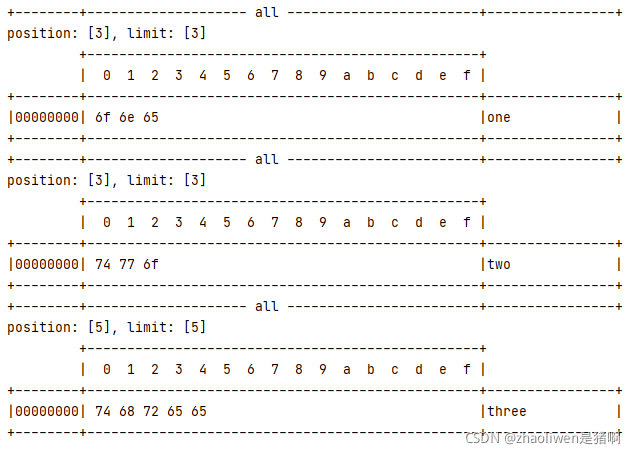 +--------+-------------------- all ------------------------+----------------+
position: [3], limit: [3]
         +-------------------------------------------------+
         |  0  1  2  3  4  5  6  7  8  9  a  b  c  d  e  f |
+--------+-------------------------------------------------+----------------+
|00000000| 6f 6e 65                                        |one             |
+--------+-------------------------------------------------+----------------+
+--------+-------------------- all ------------------------+----------------+
position: [3], limit: [3]
         +-------------------------------------------------+
         |  0  1  2  3  4  5  6  7  8  9  a  b  c  d  e  f |
+--------+-------------------------------------------------+----------------+
|00000000| 74 77 6f                                        |two             |
+--------+-------------------------------------------------+----------------+
+--------+-------------------- all ------------------------+----------------+
position: [5], limit: [5]
         +-------------------------------------------------+
         |  0  1  2  3  4  5  6  7  8  9  a  b  c  d  e  f |
+--------+-------------------------------------------------+----------------+
|00000000| 74 68 72 65 65                                  |three           |
+--------+-------------------------------------------------+----------------+
CSDN @zhaoliwen是猪啊